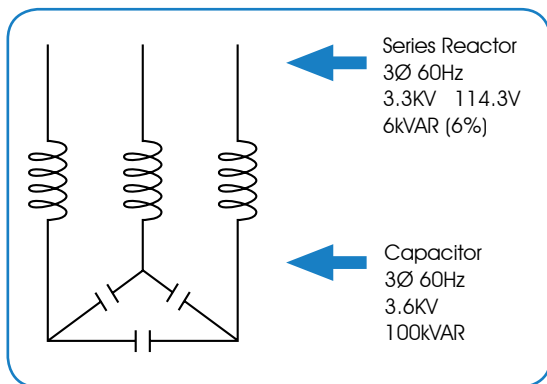 Series Reactor
3Ø 60Hz
3.3KV 114.3V
6kVAR (6%)
Capacitor
3Ø 60Hz
3.6KV
100kVAR